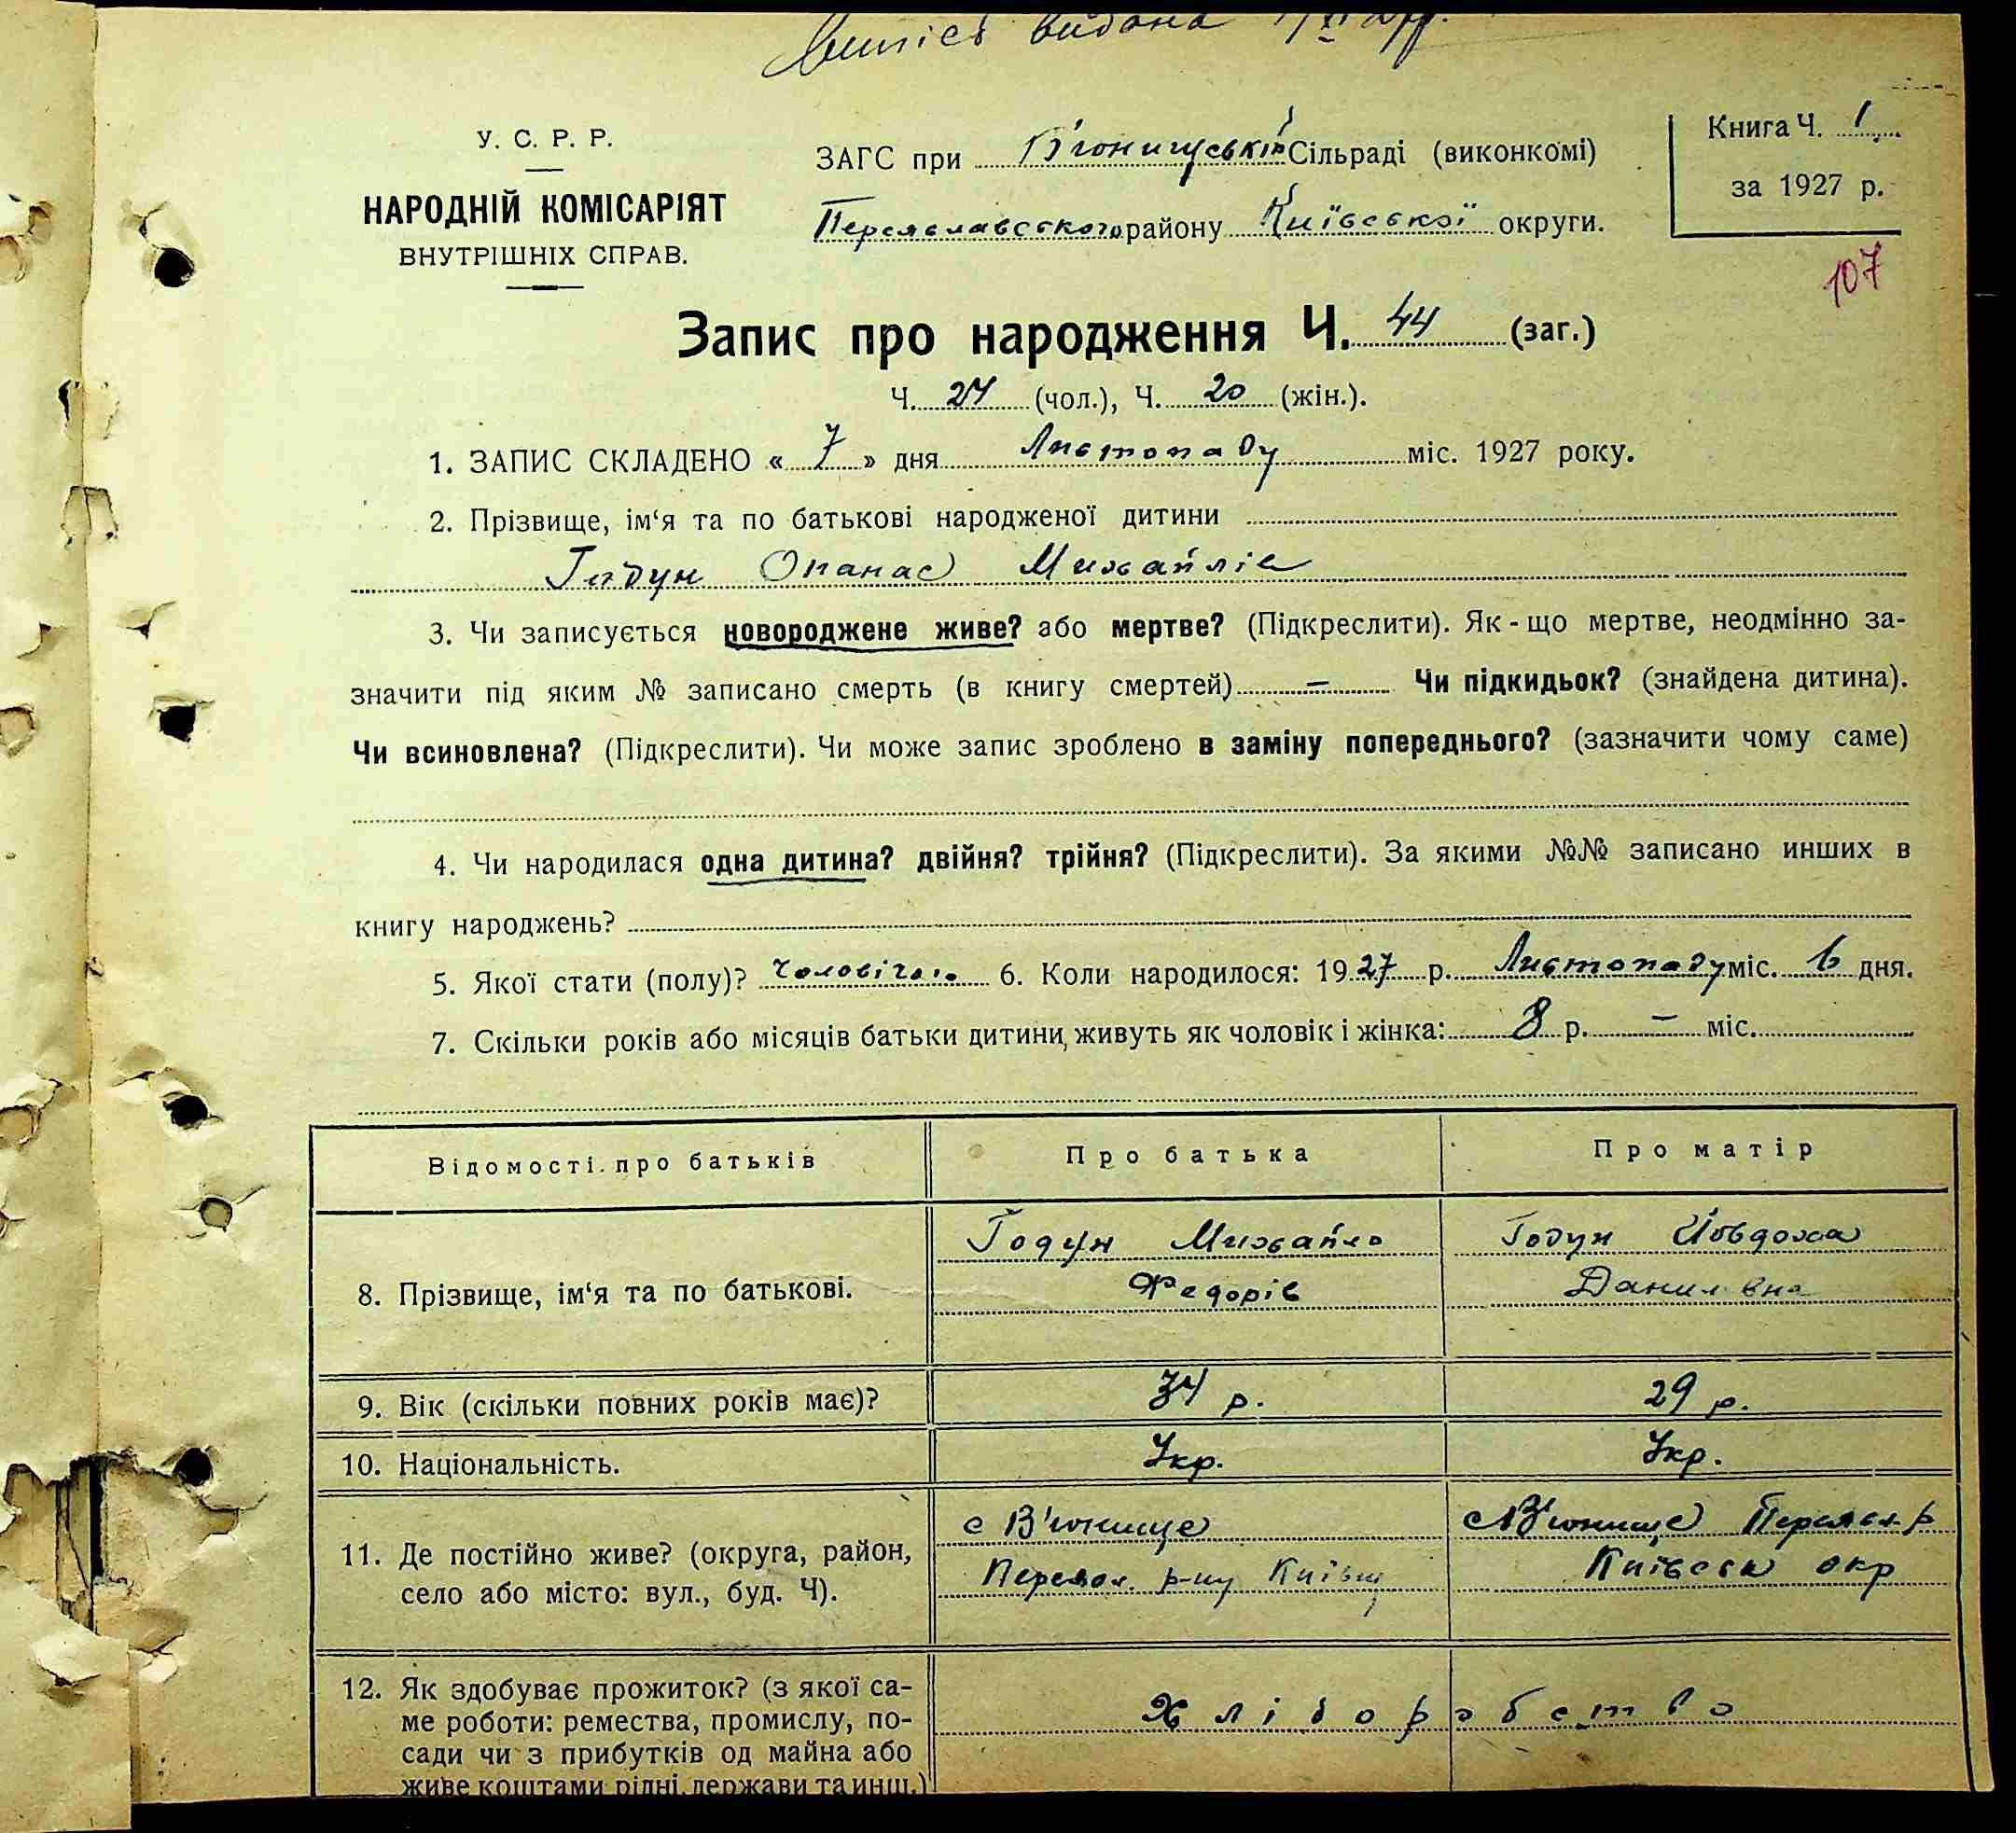 Випись видана
У. С. Р. Р.
НАРОДНІЙ КОМІСАРІЯТ
ВНУТРІШНІХ СПРАВ.
ЗАГС при В'юнищській Сільраді (виконкомі)
Переяславського району Київської округи.
Книга Ч. 1
за 1927 р.
107
Запис про народження Ч. 44 (заг.)
Ч. 24 (чол.), Ч. 20 (жін.).
1. ЗАПИС СКЛАДЕНО « 7 » дня Листопаду міс. 1927 року.
2. Прізвище, ім‘я та по батькові народженої дитини
Годун Опанас Михайлів
3. Чи записується новороджене живе? або мертве? (Підкреслити). Як-що мертве, неодмінно за-
значити під яким № записано смерть (в книгу смертей) — Чи підкидьок? (знайдена дитина).
Чи всиновлена? (Підкреслити). Чи може запис зроблено в заміну попереднього? (зазначити чому саме)
4. Чи народилася одна дитина? двійня? трійня? (Підкреслити). За якими №№ записано инших в
книгу народжень?
5. Якої стати (полу)? 6. Коли народилося: 1927 р. Листопаду міс. 6 дня.
7. Скільки років або місяців батьки дитини, живуть як чоловік і жінка: 8 р. — міс.
Відомості про батьків Про батька Про матір
8. Прізвище, ім‘я та по батькові.
Годун Михайло
Федорів
Годун Йовдоха
Данилівна
9. Вік (скільки повних років має)? 34 р. 29 р.
10. Національність. Укр. Укр.
11. Де постійно живе? (округа, район,
село або місто: вул., буд. Ч).
с В'юнище
Переясл. р-ну
с В'юнище Переясл р
Київськ окр
12. Як здобуває прожиток? (з якої са-
ме роботи: ремества, промислу, по-
сади чи з прибутків од майна або
живе коштами рідні, держави та инш.)
Хліборобство